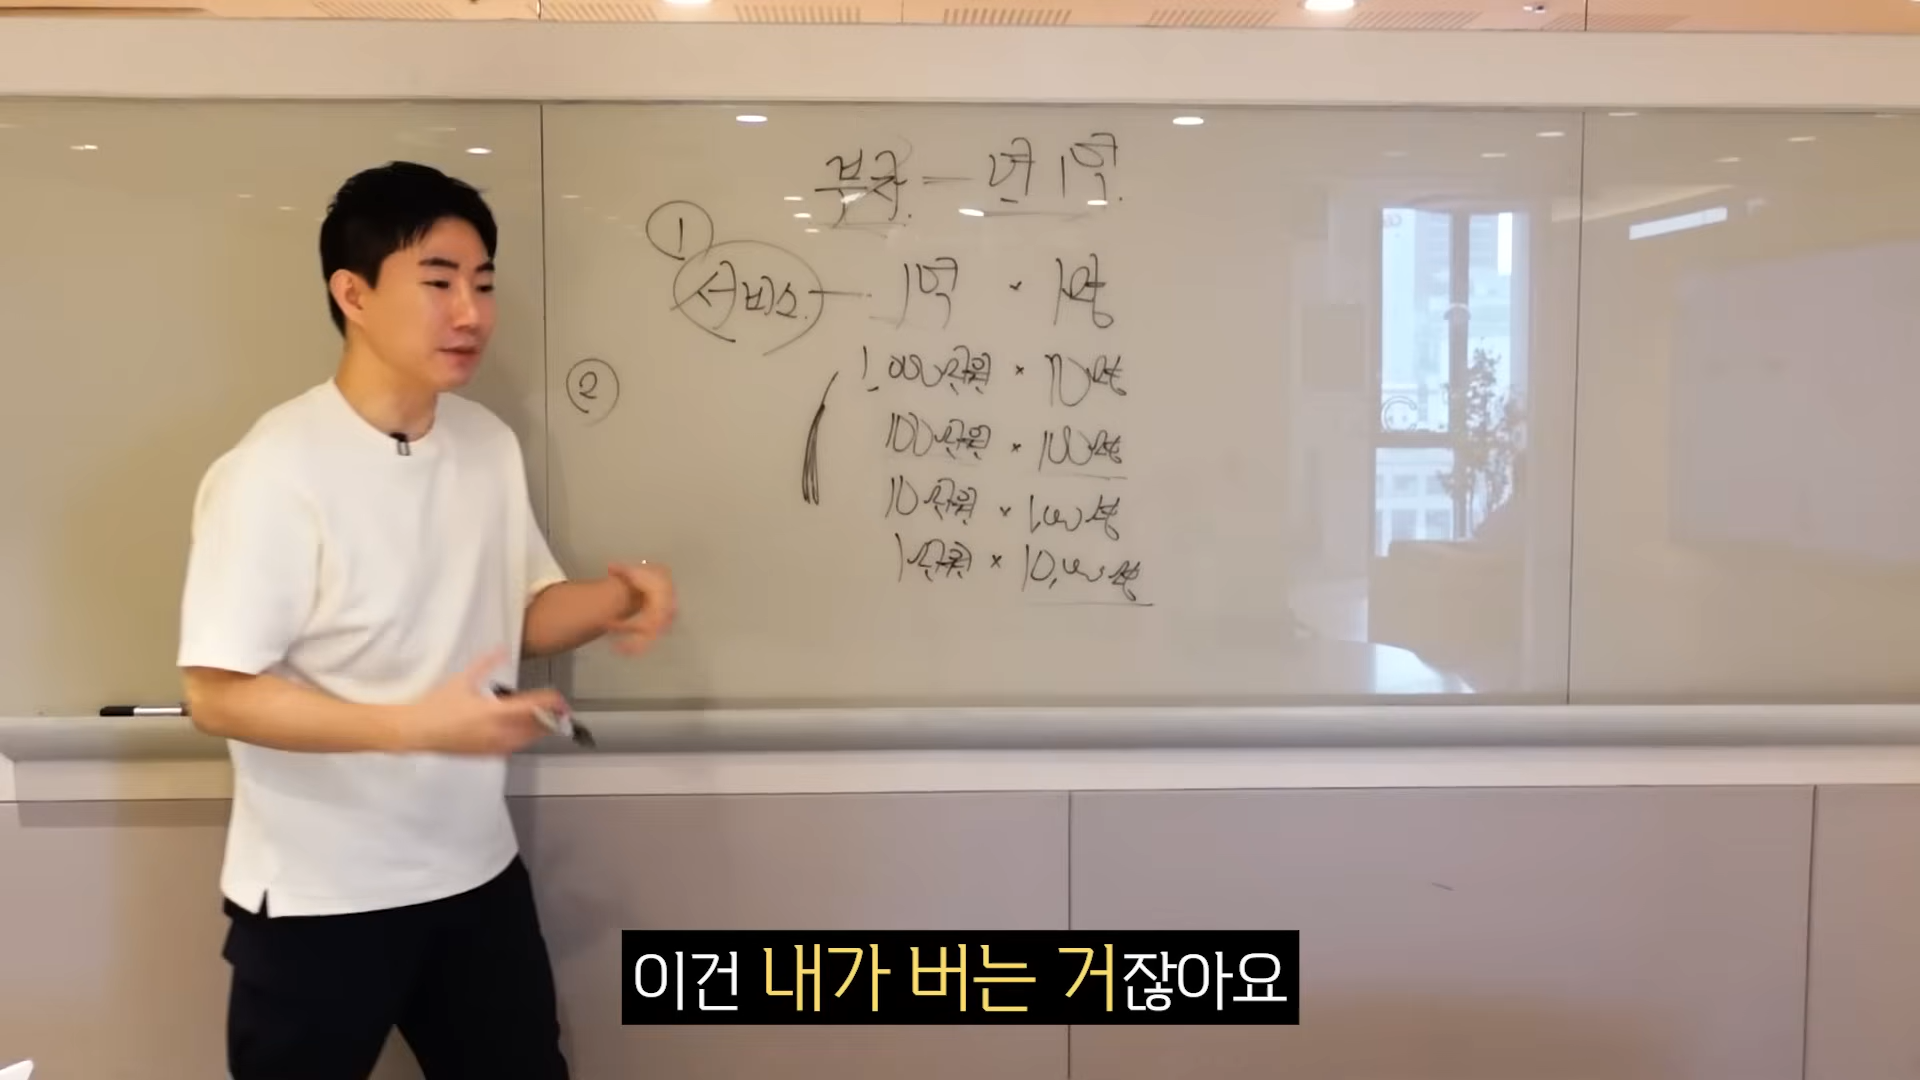 부족 — 번 1억.
①
서비스 — 1억 × 1명
②
1,000만원 × 10명
100만원 × 100명
10만원 × 1,000명
1만원 × 10,000명
이건 내가 버는 거잖아요